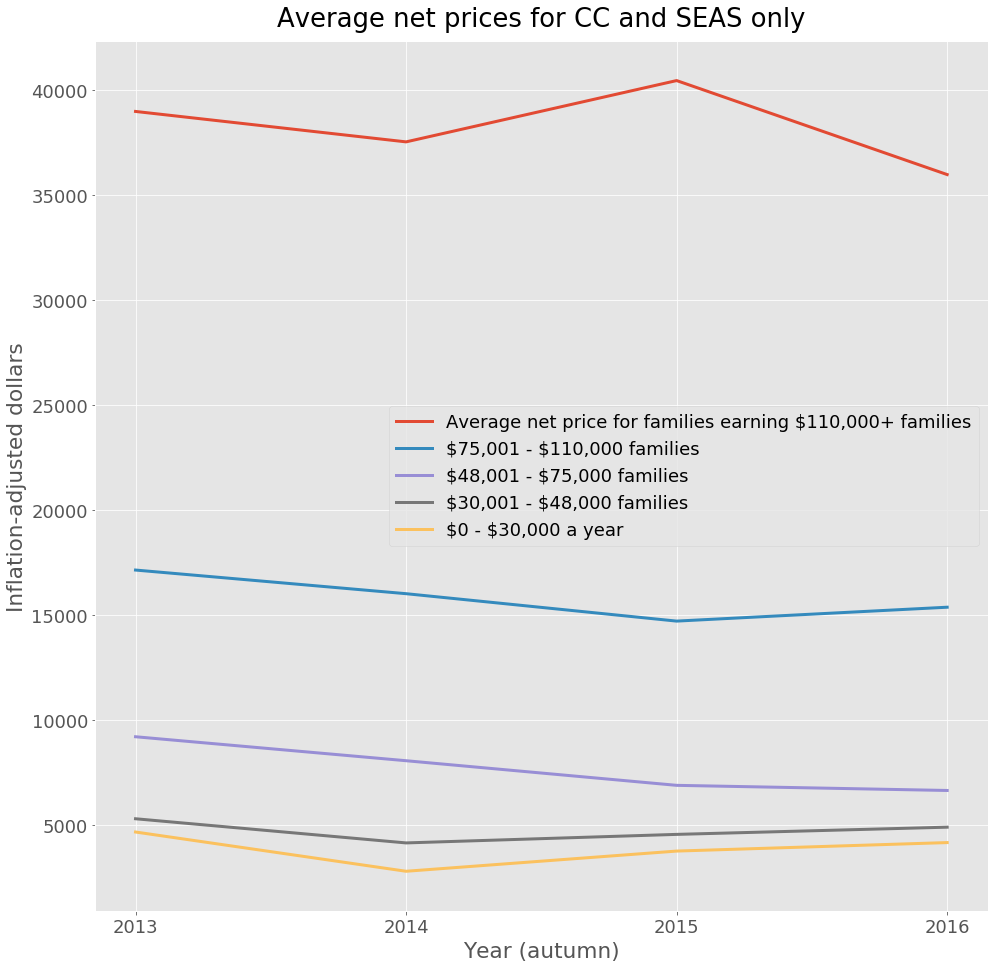 Average net prices for CC and SEAS only
40000
35000
30000
25000
20000
15000
10000
5000
Inflation-adjusted dollars
Average net price for families earning $110,000+ families
$75,001 - $110,000 families
$48,001 - $75,000 families
$30,001 - $48,000 families
$0 - $30,000 a year
2013 2014 2015 2016
Year (autumn)